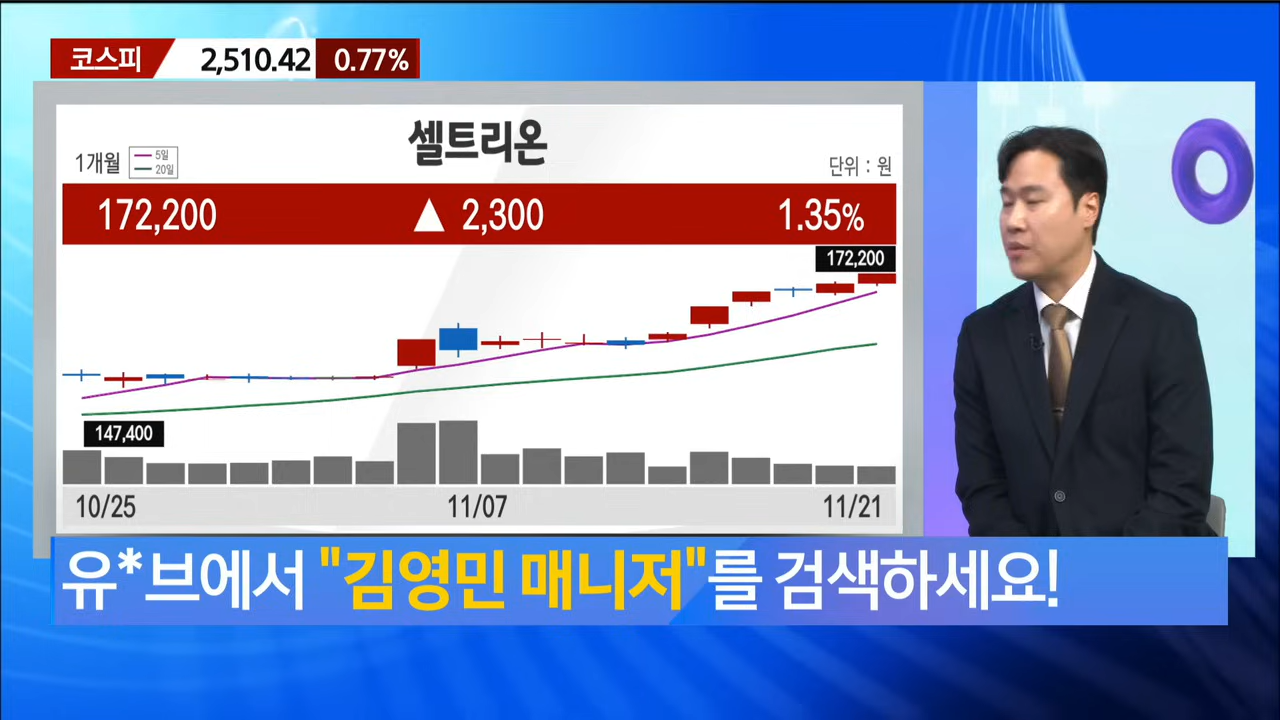 코스피 2,510.42 0.77%
셀트리온
1개월 5일 20일 단위 : 원
172,200 ▲ 2,300 1.35%
172,200
147,400
10/25 11/07 11/21
유*브에서 "김영민 매니저"를 검색하세요!